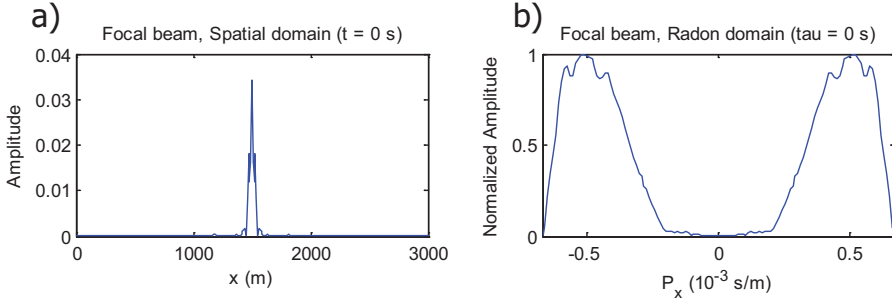 a)
Focal beam, Spatial domain (t = 0 s)
0.04
0.03
0.02
0.01
0
Amplitude
0
1000
2000
3000
x (m)
b)
Focal beam, Radon domain (tau = 0 s)
1
0.5
0
Normalized Amplitude
-0.5
0
0.5
P_x (10^-3 s/m)